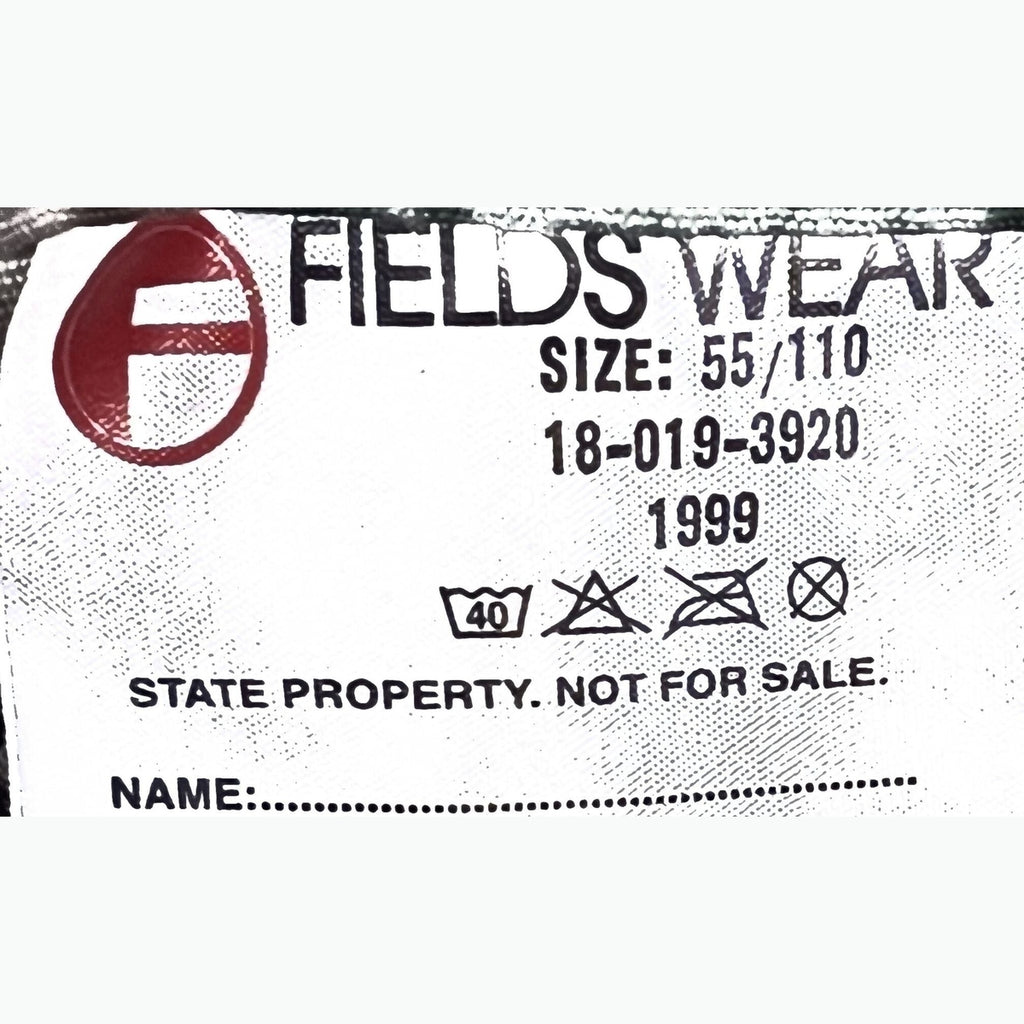 F
FIELDS WEAR
SIZE: 55/110
18-019-3920
1999
40
STATE PROPERTY. NOT FOR SALE.
NAME:............................................................